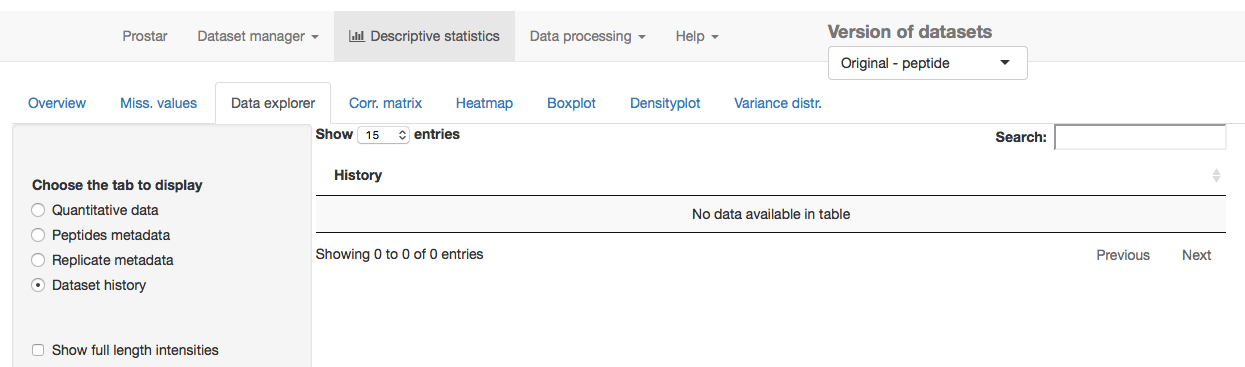 Prostar Dataset manager Descriptive statistics Data processing Help Version of datasets
Original - peptide
Overview Miss. values Data explorer Corr. matrix Heatmap Boxplot Densityplot Variance distr.
Show 15 entries Search:
History
Choose the tab to display
Quantitative data
No data available in table
Peptides metadata
Showing 0 to 0 of 0 entries Previous Next
Replicate metadata
Dataset history
Show full length intensities